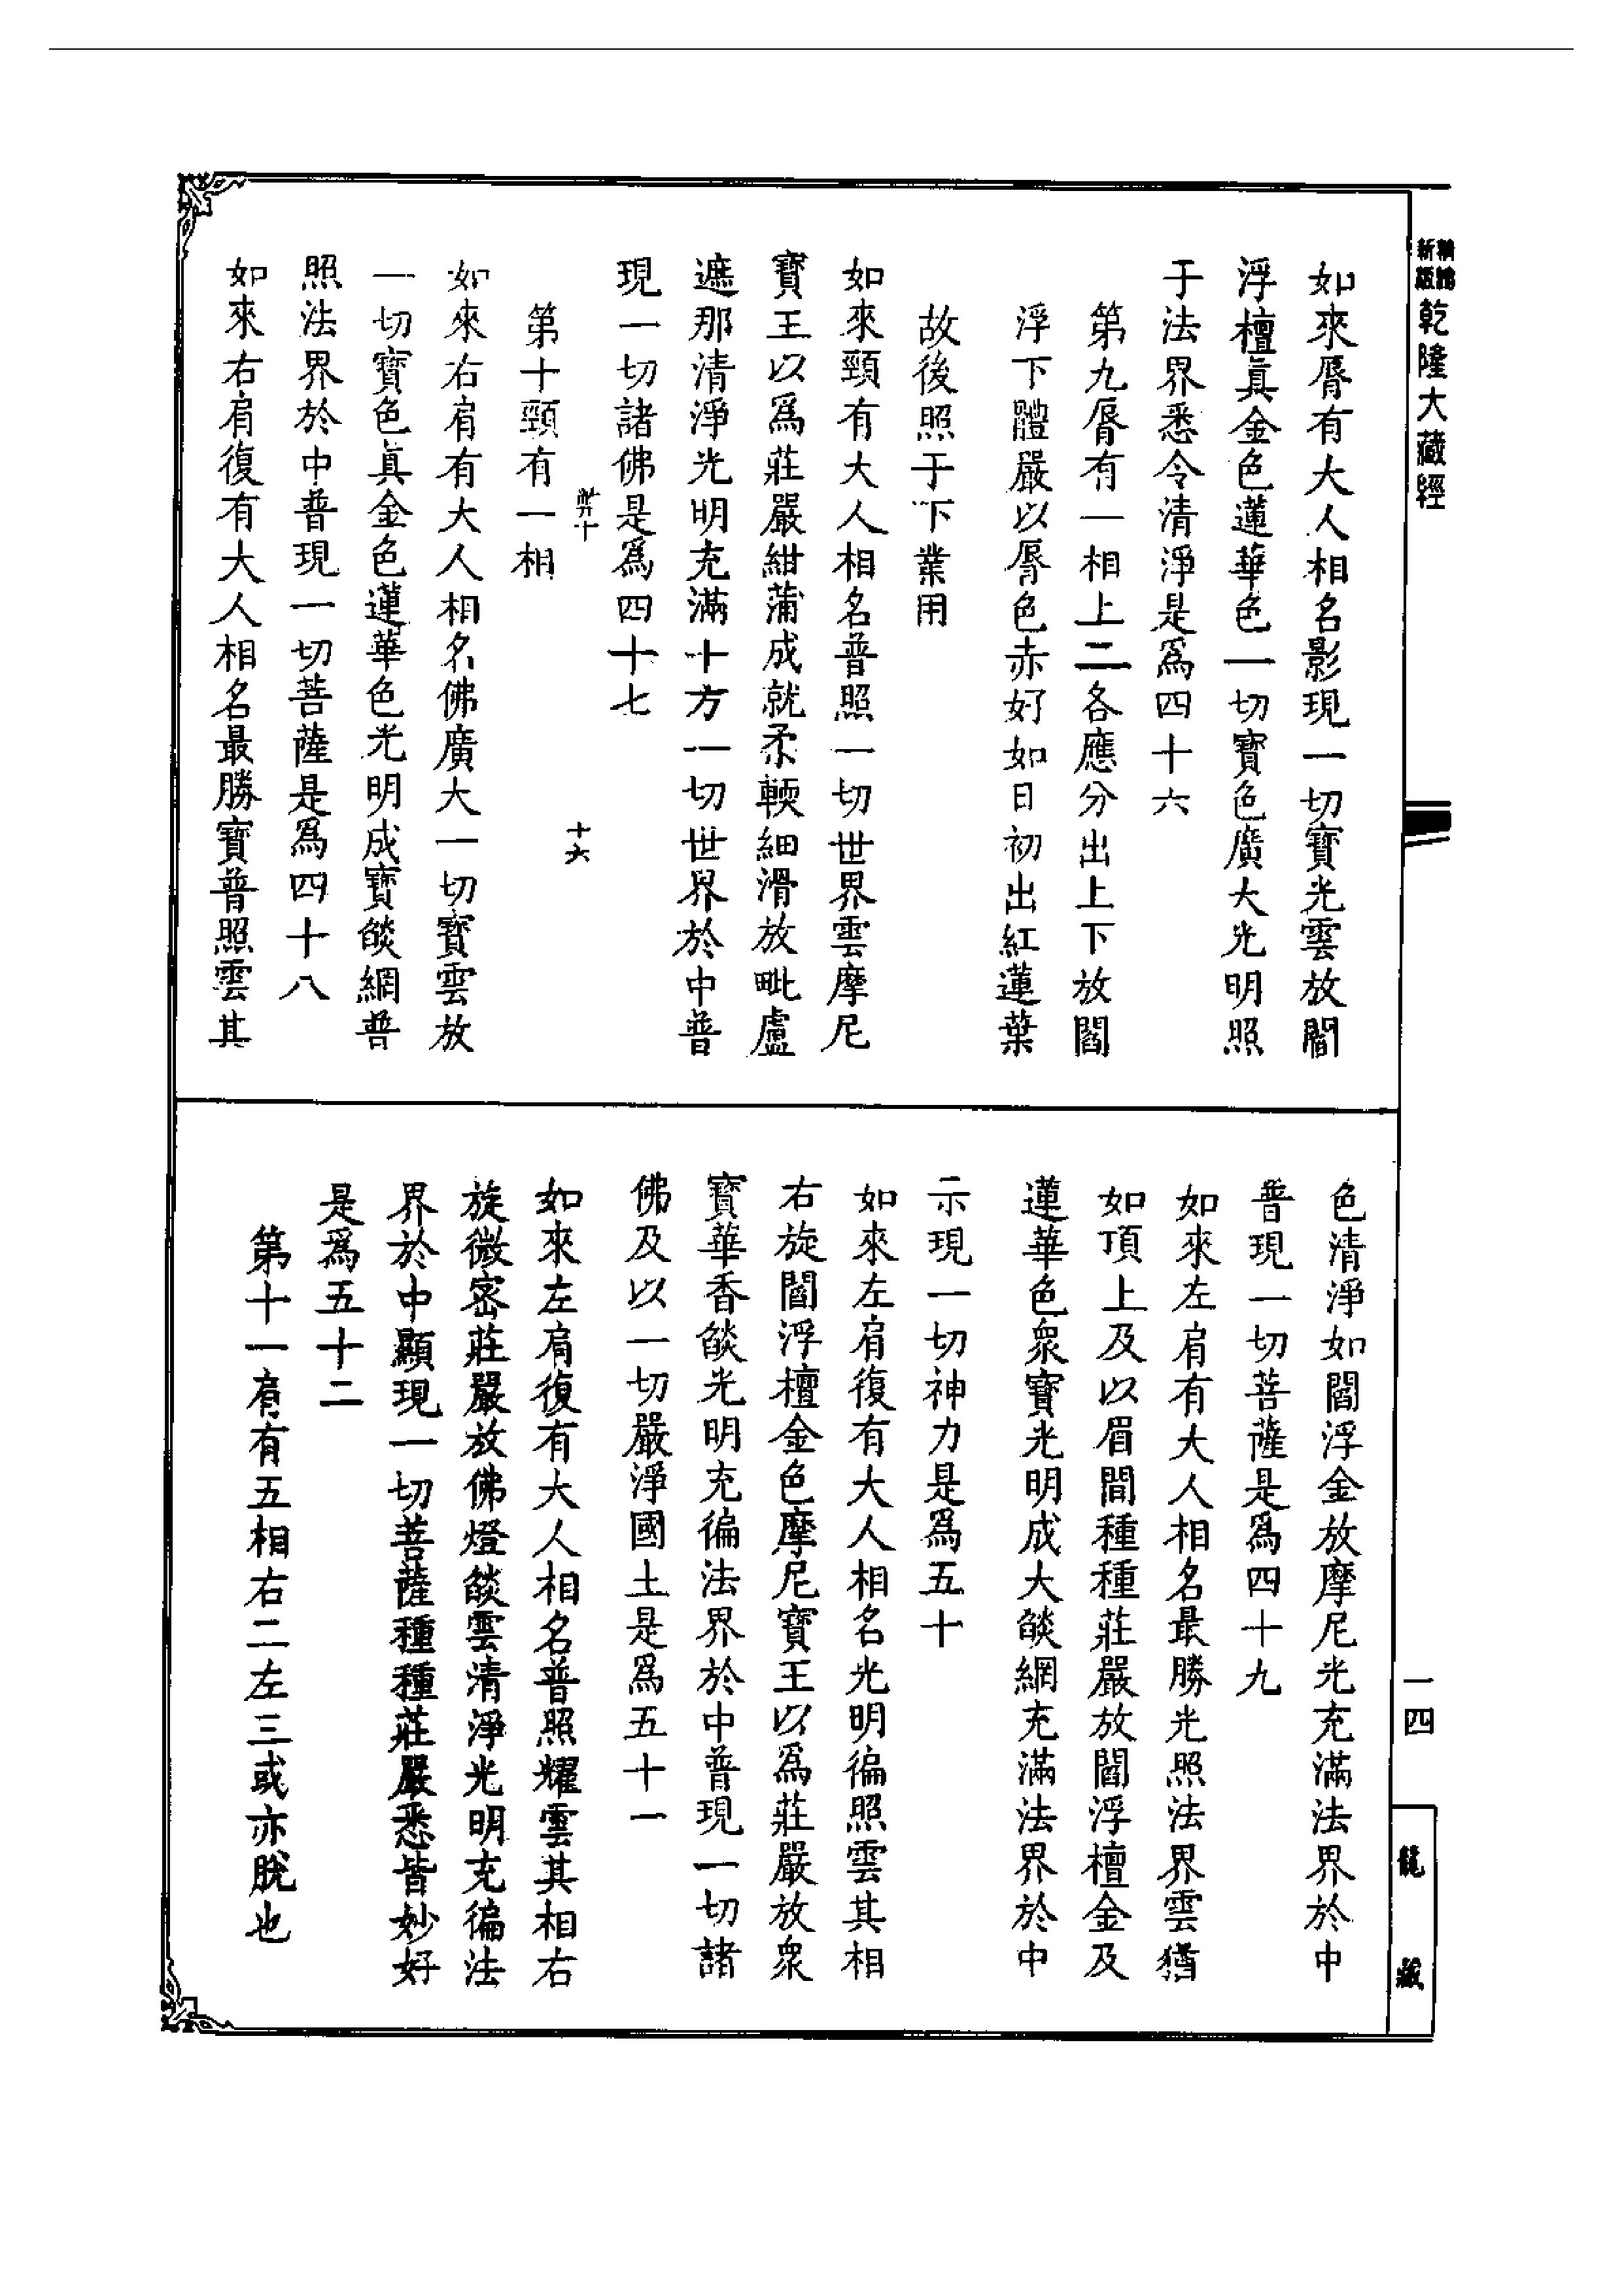 新編
縮版
乾隆大藏經
如來脣有大人相名影現一切寶光雲放閻
浮檀眞金色蓮華色一切寶色廣大光明照
于法界悉令清淨是爲四十六
第九脣有一相上二各應分出上下放閻
浮下體嚴以脣色赤好如日初出紅蓮葉
故後照于下業用
如來頸有大人相名普照一切世界雲摩尼
寶王以爲莊嚴紺蒲成就柔輭細滑放毗盧
遮那清淨光明充滿十方一切世界於中普
現一切諸佛是爲四十七
十六
第十頸有一相
如來右肩有大人相名佛廣大一切寶雲放
一切寶色眞金色蓮華色光明成寶燄網普
照法界於中普現一切菩薩是爲四十八
如來右肩復有大人相名最勝寶普照雲其
色清淨如閻浮金放摩尼光充滿法界於中
普現一切菩薩是爲四十九
如來左肩有大人相名最勝光照法界雲猶
如頂上及以眉間種種莊嚴放閻浮檀金及
蓮華色衆寶光明成大燄網充滿法界於中
示現一切神力是爲五十
如來左肩復有大人相名光明徧照雲其相
右旋閻浮檀金色摩尼寶王以爲莊嚴放衆
寶華香燄光明充徧法界於中普現一切諸
佛及以一切嚴淨國土是爲五十一
如來左肩復有大人相名普照耀雲其相右
旋微密莊嚴放佛燈燄雲清淨光明充徧法
界於中顯現一切菩薩種種莊嚴悉皆妙好
是爲五十二
第十一肩有五相右二左三或亦脫也
一四
龍藏